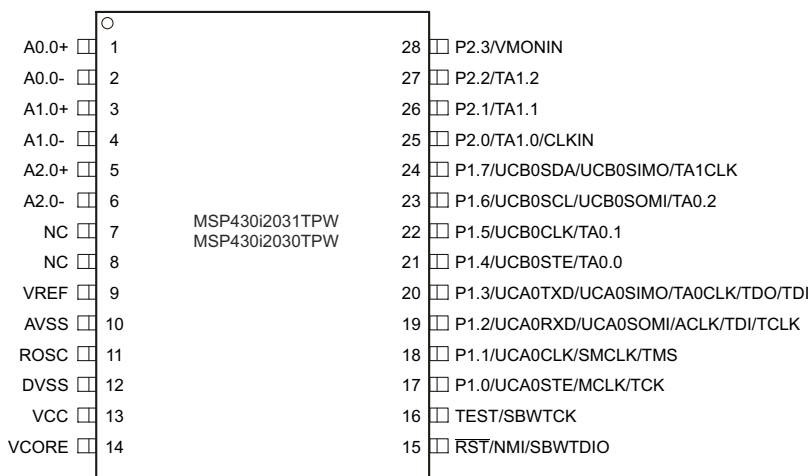 A0.0+ 1
A0.0- 2
A1.0+ 3
A1.0- 4
A2.0+ 5
A2.0- 6
NC 7
NC 8
VREF 9
AVSS 10
ROSC 11
DVSS 12
VCC 13
VCORE 14
MSP430i2031TPW
MSP430i2030TPW
28 P2.3/VMONIN
27 P2.2/TA1.2
26 P2.1/TA1.1
25 P2.0/TA1.0/CLKIN
24 P1.7/UCB0SDA/UCB0SIMO/TA1CLK
23 P1.6/UCB0SCL/UCB0SOMI/TA0.2
22 P1.5/UCB0CLK/TA0.1
21 P1.4/UCB0STE/TA0.0
20 P1.3/UCA0TXD/UCA0SIMO/TA0CLK/TDO/TDI
19 P1.2/UCA0RXD/UCA0SOMI/ACLK/TDI/TCLK
18 P1.1/UCA0CLK/SMCLK/TMS
17 P1.0/UCA0STE/MCLK/TCK
16 TEST/SBWTCK
15 RST/NMI/SBWTDIO